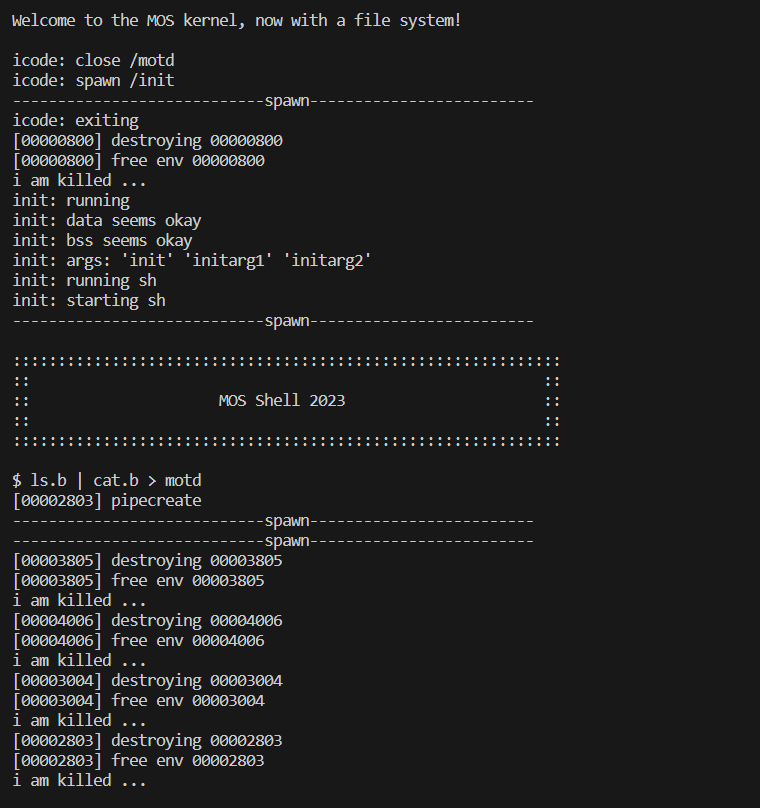 Welcome to the MOS kernel, now with a file system!
icode: close /motd
icode: spawn /init
----------------------------spawn-------------------------
icode: exiting
[00000800] destroying 00000800
[00000800] free env 00000800
i am killed ...
init: running
init: data seems okay
init: bss seems okay
init: args: 'init' 'initarg1' 'initarg2'
init: running sh
init: starting sh
----------------------------spawn-------------------------
:::::::::::::::::::::::::::::::::::::::::::::::::::::::::::::
::                                                         ::
::                     MOS Shell 2023                      ::
::                                                         ::
:::::::::::::::::::::::::::::::::::::::::::::::::::::::::::::
$ ls.b | cat.b > motd
[00002803] pipecreate
----------------------------spawn-------------------------
----------------------------spawn-------------------------
[00003805] destroying 00003805
[00003805] free env 00003805
i am killed ...
[00004006] destroying 00004006
[00004006] free env 00004006
i am killed ...
[00003004] destroying 00003004
[00003004] free env 00003004
i am killed ...
[00002803] destroying 00002803
[00002803] free env 00002803
i am killed ...